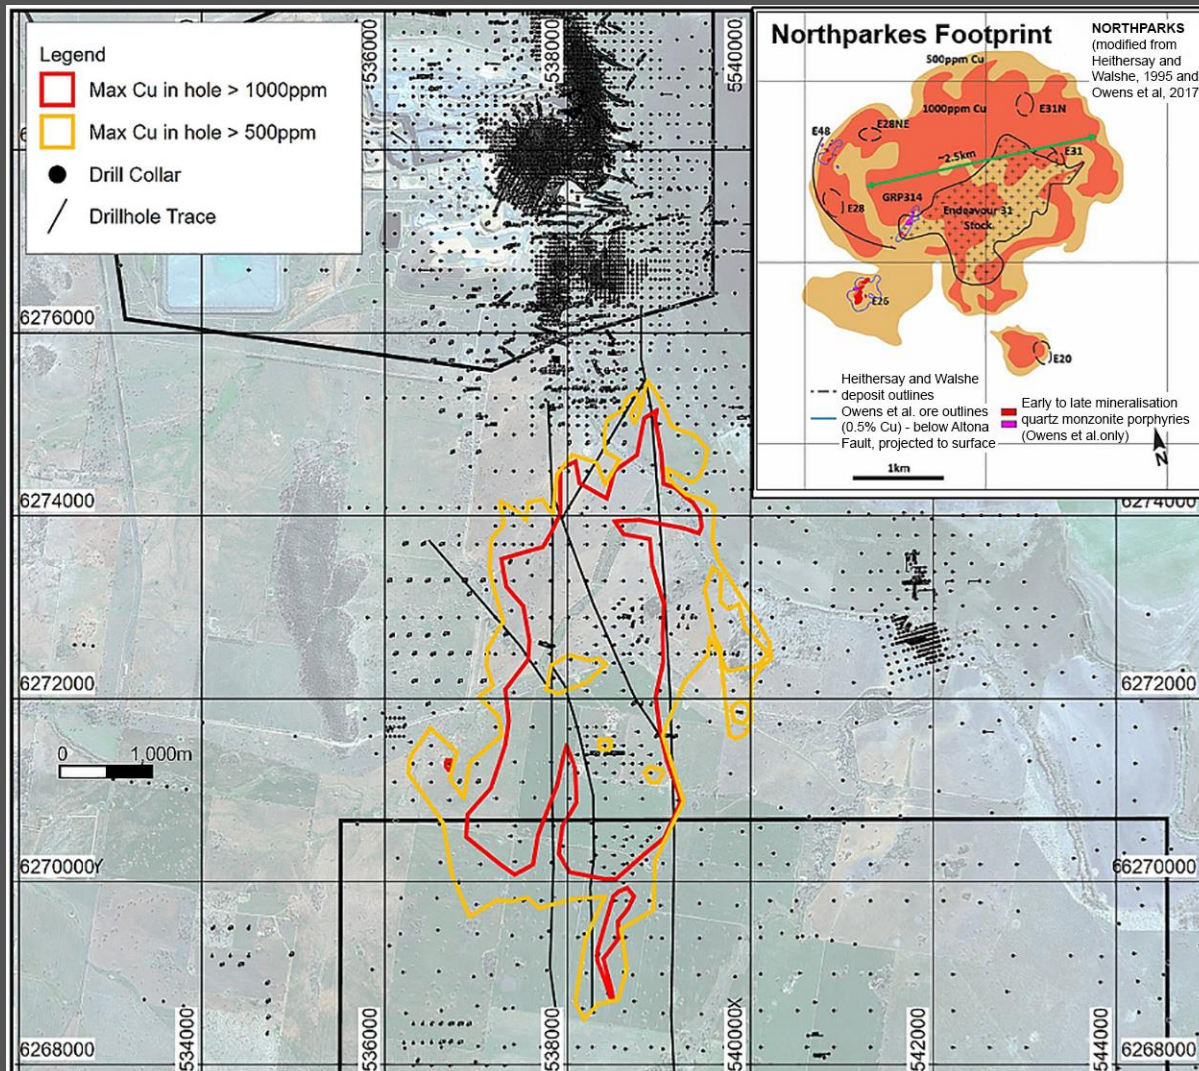 Legend
Max Cu in hole > 1000ppm
Max Cu in hole > 500ppm
Drill Collar
Drillhole Trace
536000
538000
540000
Northparkes Footprint
NORTHPARKS
(modified from
Heithersay and
Walshe, 1995 and
Owens et al, 2017
500ppm Cu
1000ppm Cu
E31N
E28NE
E48
~2.5km
E31
GRP314
E28
Endeavour 31
Stock
E26
E20
Heithersay and Walshe
deposit outlines
Owens et al. ore outlines
(0.5% Cu) - below Altona
Fault, projected to surface
Early to late mineralisation
quartz monzonite porphyries
(Owens et al.only)
1km
N
6276000
6274000
6274000
6272000
6272000
0 1,000m
6270000Y
66270000
6268000
534000
536000
538000
540000X
542000
544000
6268000